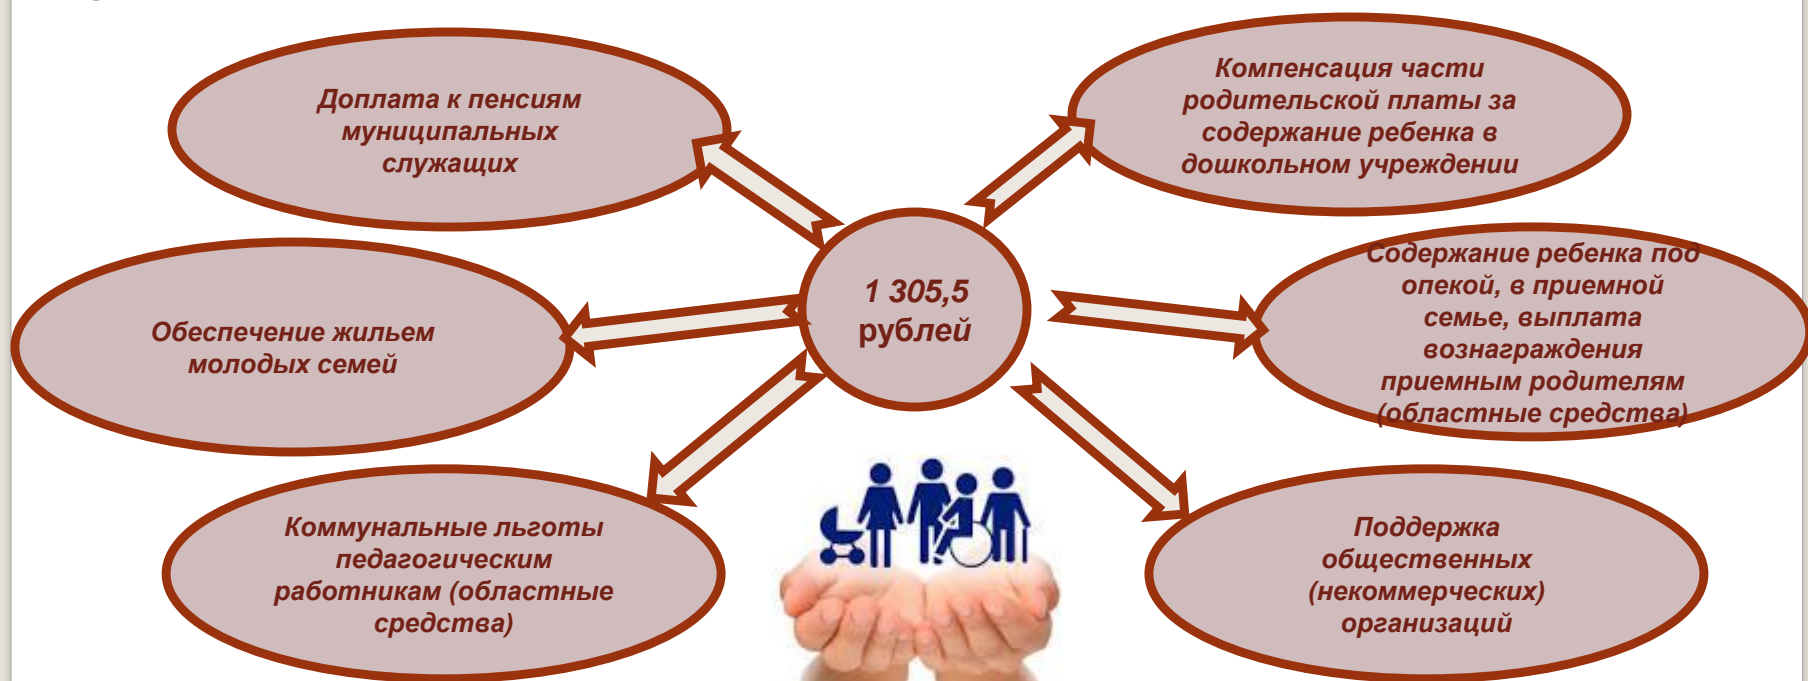 Доплата к пенсиям
муниципальных
служащих
Компенсация части
родительской платы за
содержание ребенка в
дошкольном учреждении
Обеспечение жильем
молодых семей
1 305,5
рублей
Содержание ребенка под
опекой, в приемной
семье, выплата
вознаграждения
приемным родителям
(областные средства)
Коммунальные льготы
педагогическим
работникам (областные
средства)
Поддержка
общественных
(некоммерческих)
организаций